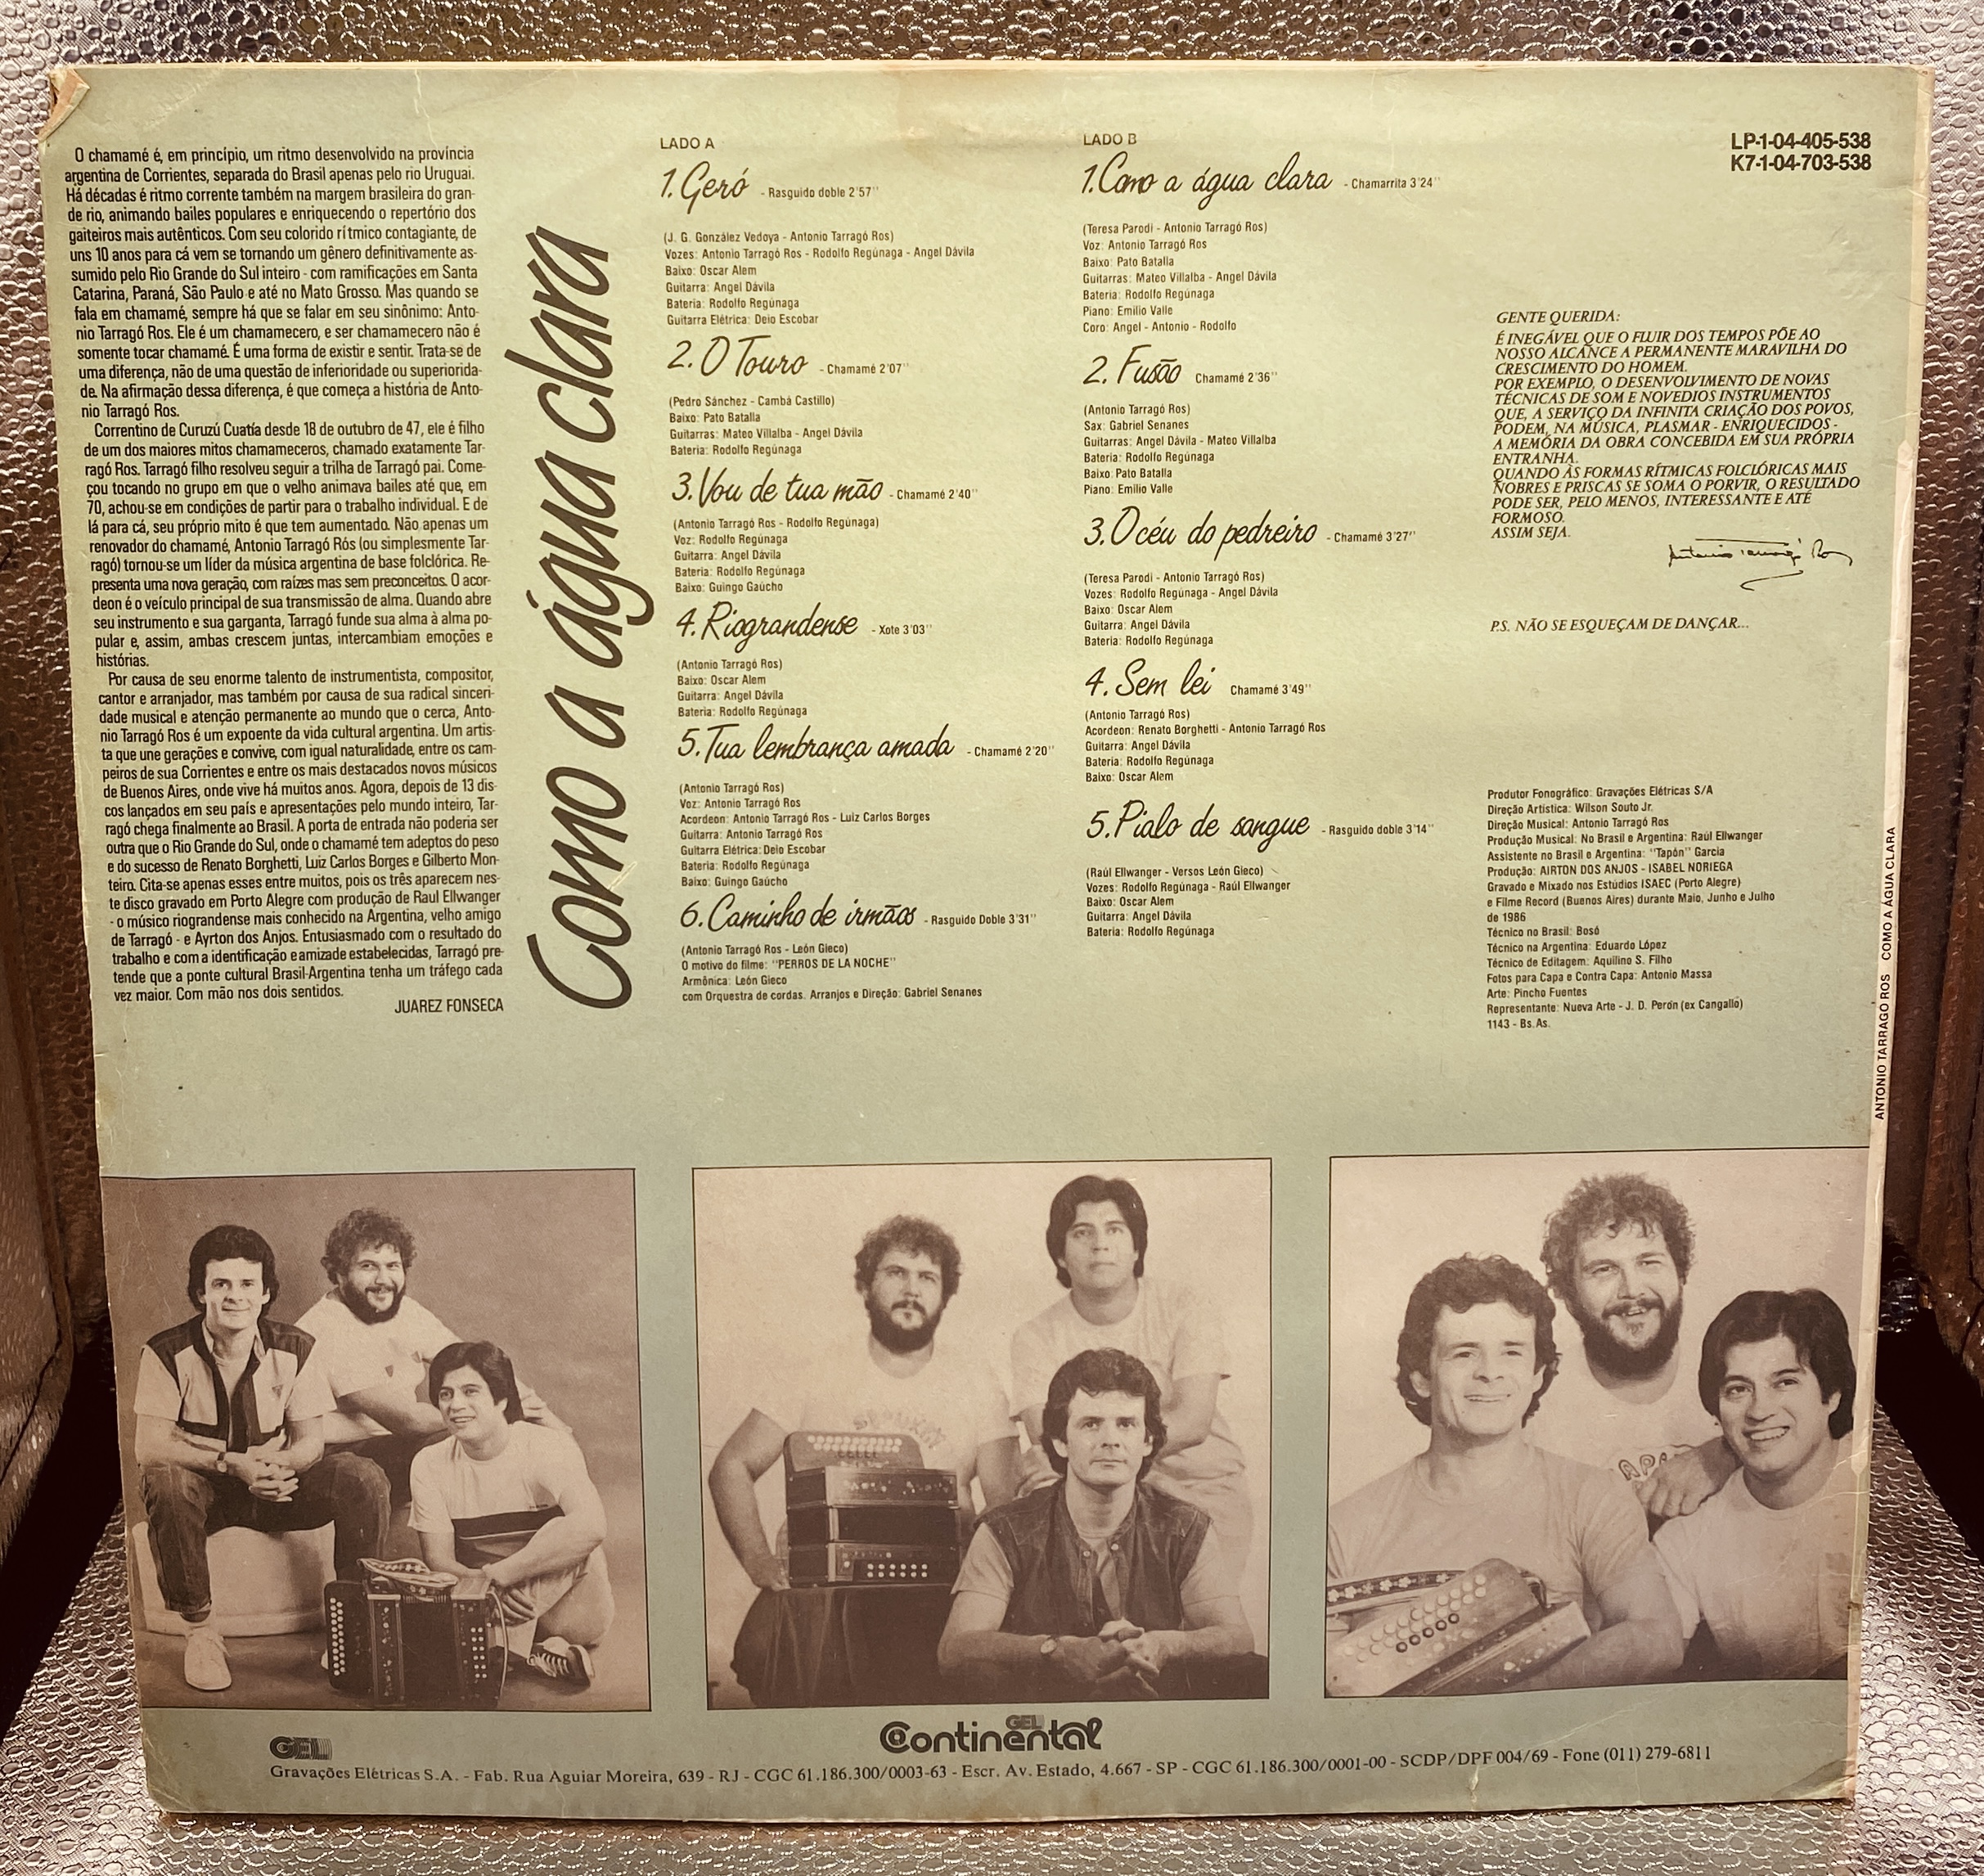 O chamamé é, em princípio, um ritmo desenvolvido na província
argentina de Corrientes, separada do Brasil apenas pelo rio Uruguai.
Há décadas é ritmo corrente também na margem brasileira do gran-
de rio, animando bailes populares e enriquecendo o repertório dos
gaiteiros mais autênticos. Com seu colorido rítmico contagiante, de
uns 10 anos para cá vem se tornando um gênero definitivamente as-
sumido pelo Rio Grande do Sul inteiro - com ramificações em Santa
Catarina, Paraná, São Paulo e até no Mato Grosso. Mas quando se
fala em chamamé, sempre há que se falar em seu sinônimo: Anto-
nio Tarragó Ros. Ele é um chamamecero, e ser chamamecero não é
somente tocar chamamé. É uma forma de existir e sentir. Trata-se de
uma diferença, não de uma questão de inferioridade ou superiorida-
de. Na afirmação dessa diferença, é que começa a história de Anto-
nio Tarragó Ros.
Correntino de Curuzú Cuatía desde 18 de outubro de 47, ele é filho
de um dos maiores mitos chamameceros, chamado exatamente Tar-
ragó Ros. Tarragó filho resolveu seguir a trilha de Tarragó pai. Come-
çou tocando no grupo em que o velho animava bailes até que, em
70, achou-se em condições de partir para o trabalho individual. E de
lá para cá, seu próprio mito é que tem aumentado. Não apenas um
renovador do chamamé, Antonio Tarragó Rós (ou simplesmente Tar-
ragó) tornou-se um líder da música argentina de base folclórica. Re-
presenta uma nova geração, com raízes mas sem preconceitos. O acor-
deon é o veículo principal de sua transmissão de alma. Quando abre
seu instrumento e sua garganta, Tarragó funde sua alma à alma po-
pular e, assim, ambas crescem juntas, intercambiam emoções e
histórias.
Por causa de seu enorme talento de instrumentista, compositor,
cantor e arranjador, mas também por causa de sua radical sinceri-
dade musical e atenção permanente ao mundo que o cerca, Anto-
nio Tarragó Ros é um expoente da vida cultural argentina. Um artis-
ta que une gerações e convive, com igual naturalidade, entre os cam-
peiros de sua Corrientes e entre os mais destacados novos músicos
de Buenos Aires, onde vive há muitos anos. Agora, depois de 13 dis-
cos lançados em seu país e apresentações pelo mundo inteiro, Tar-
ragó chega finalmente ao Brasil. A porta de entrada não poderia ser
outra que o Rio Grande do Sul, onde o chamamé tem adeptos do peso
e do sucesso de Renato Borghetti, Luiz Carlos Borges e Gilberto Mon-
teiro. Cita-se apenas esses entre muitos, pois os três aparecem nes-
te disco gravado em Porto Alegre com produção de Raul Ellwanger
- o músico riograndense mais conhecido na Argentina, velho amigo
de Tarragó - e Ayrton dos Anjos. Entusiasmado com o resultado do
trabalho e com a identificação e amizade estabelecidas, Tarragó pre-
tende que a ponte cultural Brasil-Argentina tenha um tráfego cada
vez maior. Com mão nos dois sentidos.
JUAREZ FONSECA
Como a água clara
LADO A
1. Geró - Rasguido doble 2'57''
(J. G. González Vedoya - Antonio Tarragó Ros)
Vozes: Antonio Tarragó Ros - Rodolfo Regúnaga - Angel Dávila
Baixo: Oscar Alem
Guitarra: Angel Dávila
Bateria: Rodolfo Regúnaga
Guitarra Elétrica: Deio Escobar
2. O Touro - Chamamé 2'07''
(Pedro Sánchez - Cambá Castillo)
Baixo: Pato Batalla
Guitarras: Mateo Villalba - Angel Dávila
Bateria: Rodolfo Regúnaga
3. Vou de tua mão - Chamamé 2'40''
(Antonio Tarragó Ros - Rodolfo Regúnaga)
Voz: Rodolfo Regúnaga
Guitarra: Angel Dávila
Bateria: Rodolfo Regúnaga
Baixo: Guingo Gaúcho
4. Riograndense - Xote 3'03''
(Antonio Tarragó Ros)
Baixo: Oscar Alem
Guitarra: Angel Dávila
Bateria: Rodolfo Regúnaga
5. Tua lembrança amada - Chamamé 2'20''
(Antonio Tarragó Ros)
Voz: Antonio Tarragó Ros
Acordeon: Antonio Tarragó Ros - Luiz Carlos Borges
Guitarra: Antonio Tarragó Ros
Guitarra Elétrica: Deio Escobar
Bateria: Rodolfo Regúnaga
Baixo: Guingo Gaúcho
6. Caminho de irmãos - Rasguido Doble 3'31''
(Antonio Tarragó Ros - León Gieco)
O motivo do filme: "PERROS DE LA NOCHE"
Armônica: León Gieco
com Orquestra de cordas. Arranjos e Direção: Gabriel Senanes
LADO B
1. Como a água clara - Chamarrita 3'24''
(Teresa Parodi - Antonio Tarragó Ros)
Voz: Antonio Tarragó Ros
Baixo: Pato Batalla
Guitarras: Mateo Villalba - Angel Dávila
Bateria: Rodolfo Regúnaga
Piano: Emilio Valle
Coro: Angel - Antonio - Rodolfo
2. Fusão Chamamé 2'36''
(Antonio Tarragó Ros)
Sax: Gabriel Senanes
Guitarras: Angel Dávila - Mateo Villalba
Bateria: Rodolfo Regúnaga
Baixo: Pato Batalla
Piano: Emilio Valle
3. O céu do pedreiro - Chamamé 3'27''
(Teresa Parodi - Antonio Tarragó Ros)
Vozes: Rodolfo Regúnaga - Angel Dávila
Baixo: Oscar Alem
Guitarra: Angel Dávila
Bateria: Rodolfo Regúnaga
4. Sem lei Chamamé 3'49''
(Antonio Tarragó Ros)
Acordeon: Renato Borghetti - Antonio Tarragó Ros
Guitarra: Angel Dávila
Bateria: Rodolfo Regúnaga
Baixo: Oscar Alem
5. Pialo de sangue - Rasguido doble 3'14''
(Raúl Ellwanger - Versos León Gieco)
Vozes: Rodolfo Regúnaga - Raúl Ellwanger
Baixo: Oscar Alem
Guitarra: Angel Dávila
Bateria: Rodolfo Regúnaga
LP-1-04-405-538
K7-1-04-703-538
GENTE QUERIDA:
É INEGÁVEL QUE O FLUIR DOS TEMPOS PÕE AO
NOSSO ALCANCE A PERMANENTE MARAVILHA DO
CRESCIMENTO DO HOMEM.
POR EXEMPLO, O DESENVOLVIMENTO DE NOVAS
TÉCNICAS DE SOM E NOVEDIOS INSTRUMENTOS
QUE, A SERVIÇO DA INFINITA CRIAÇÃO DOS POVOS,
PODEM, NA MÚSICA, PLASMAR - ENRIQUECIDOS -
A MEMÓRIA DA OBRA CONCEBIDA EM SUA PRÓPRIA
ENTRANHA.
QUANDO ÀS FORMAS RÍTMICAS FOLCLÓRICAS MAIS
NOBRES E PRISCAS SE SOMA O PORVIR, O RESULTADO
PODE SER, PELO MENOS, INTERESSANTE E ATÉ
FORMOSO.
ASSIM SEJA.
Antonio Tarragó Ros
P.S. NÃO SE ESQUEÇAM DE DANÇAR...
Produtor Fonográfico: Gravações Elétricas S/A
Direção Artística: Wilson Souto Jr.
Direção Musical: Antonio Tarragó Ros
Produção Musical: No Brasil e Argentina: Raúl Ellwanger
Assistente no Brasil e Argentina: "Tapón" Garcia
Produção: AIRTON DOS ANJOS - ISABEL NORIEGA
Gravado e Mixado nos Estúdios ISAEC (Porto Alegre)
e Filme Record (Buenos Aires) durante Maio, Junho e Julho
de 1986
Técnico no Brasil: Bosó
Técnico na Argentina: Eduardo López
Técnico de Editagem: Aquilino S. Filho
Fotos para Capa e Contra Capa: Antonio Massa
Arte: Pincho Fuentes
Representante: Nueva Arte - J. D. Perón (ex Cangalló)
1143 - Bs.As.
ANTONIO TARRAGO ROS COMO A ÁGUA CLARA
GEL
GEL
Continental
Gravações Elétricas S.A. - Fab. Rua Aguiar Moreira, 639 - RJ - CGC 61.186.300/0003-63 - Escr. Av. Estado, 4.667 - SP - CGC 61.186.300/0001-00 - SCDP/DPF 004/69 - Fone (011) 279-6811